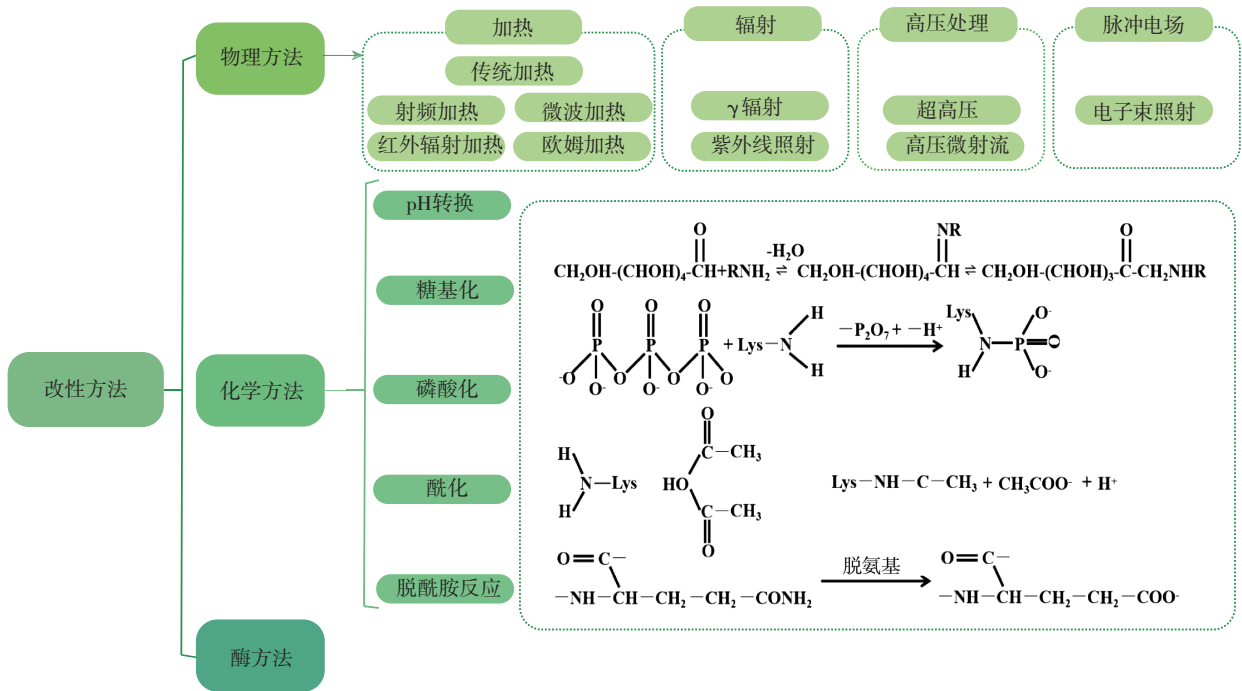 改性方法
物理方法
加热
传统加热
射频加热 微波加热
红外辐射加热 欧姆加热
辐射
γ辐射
紫外线照射
高压处理
超高压
高压微射流
脉冲电场
电子束照射
化学方法
pH转换
糖基化
磷酸化
酰化
脱酰胺反应
O NR O
-H₂O
CH₂OH-(CHOH)₄-CH+RNH₂ ⇌ CH₂OH-(CHOH)₄-CH ⇌ CH₂OH-(CHOH)₃-C-CH₂NHR
O O O H Lys O⁻
−P₂O₇ + −H⁺
P P P + Lys−N N−P=O
⁻O O⁻ O O⁻ O O⁻ O H H O⁻
O
H C−CH₃
N−Lys HO Lys−NH−C−CH₃ + CH₃COO⁻ + H⁺
H C−CH₃
O
O=C− 脱氨基 O=C−
−NH−CH−CH₂−CH₂−CONH₂ −NH−CH−CH₂−CH₂−COO⁻
酶方法